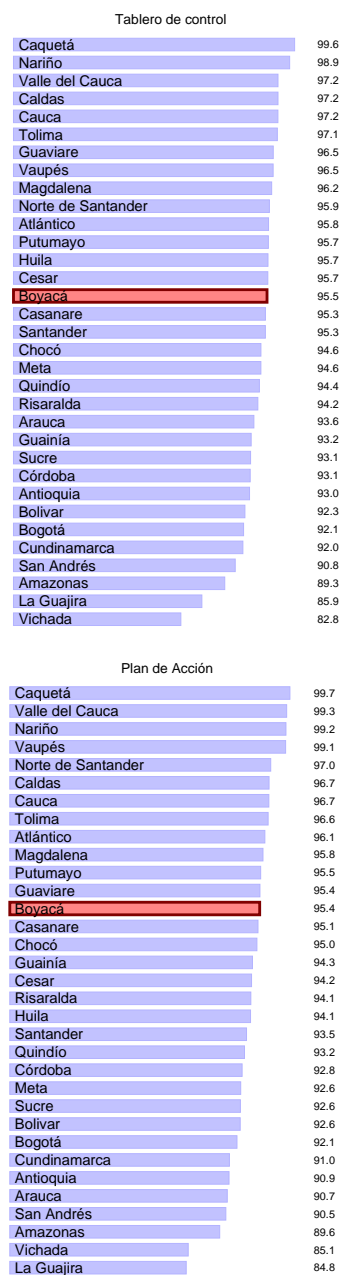 Tablero de control
Caquetá 99.6
Nariño 98.9
Valle del Cauca 97.2
Caldas 97.2
Cauca 97.2
Tolima 97.1
Guaviare 96.5
Vaupés 96.5
Magdalena 96.2
Norte de Santander 95.9
Atlántico 95.8
Putumayo 95.7
Huila 95.7
Cesar 95.7
Boyacá 95.5
Casanare 95.3
Santander 95.3
Chocó 94.6
Meta 94.6
Quindío 94.4
Risaralda 94.2
Arauca 93.6
Guainía 93.2
Sucre 93.1
Córdoba 93.1
Antioquia 93.0
Bolivar 92.3
Bogotá 92.1
Cundinamarca 92.0
San Andrés 90.8
Amazonas 89.3
La Guajira 85.9
Vichada 82.8
Plan de Acción
Caquetá 99.7
Valle del Cauca 99.3
Nariño 99.2
Vaupés 99.1
Norte de Santander 97.0
Caldas 96.7
Cauca 96.7
Tolima 96.6
Atlántico 96.1
Magdalena 95.8
Putumayo 95.5
Guaviare 95.4
Boyacá 95.4
Casanare 95.1
Chocó 95.0
Guainía 94.3
Cesar 94.2
Risaralda 94.1
Huila 94.1
Santander 93.5
Quindío 93.2
Córdoba 92.8
Meta 92.6
Sucre 92.6
Bolivar 92.6
Bogotá 92.1
Cundinamarca 91.0
Antioquia 90.9
Arauca 90.7
San Andrés 90.5
Amazonas 89.6
Vichada 85.1
La Guajira 84.8